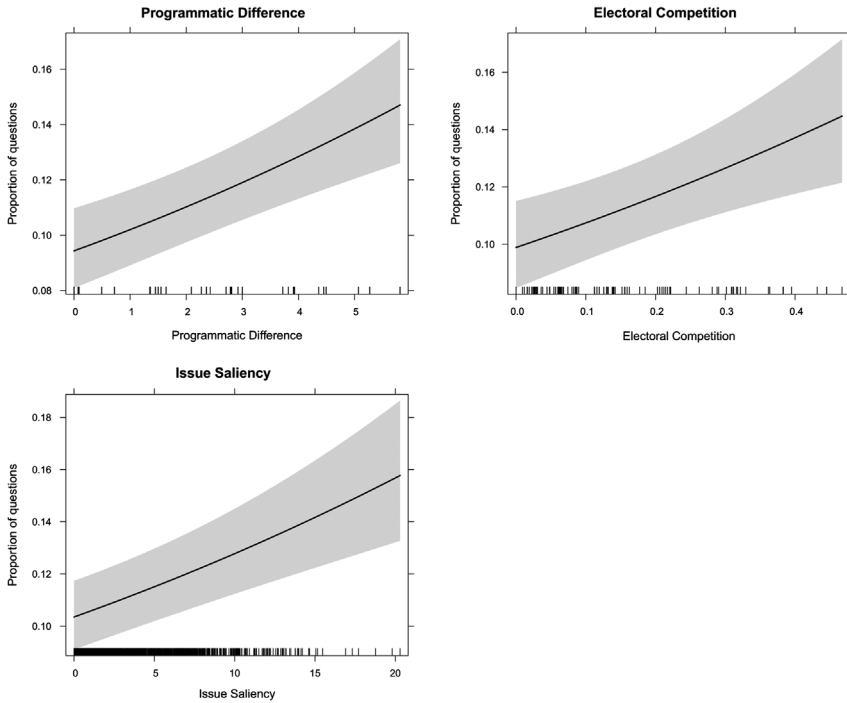 Programmatic Difference
Proportion of questions
0.16
0.14
0.12
0.10
0.08
0 1 2 3 4 5
Programmatic Difference
Electoral Competition
Proportion of questions
0.16
0.14
0.12
0.10
0.0 0.1 0.2 0.3 0.4
Electoral Competition
Issue Saliency
Proportion of questions
0.18
0.16
0.14
0.12
0.10
0 5 10 15 20
Issue Saliency